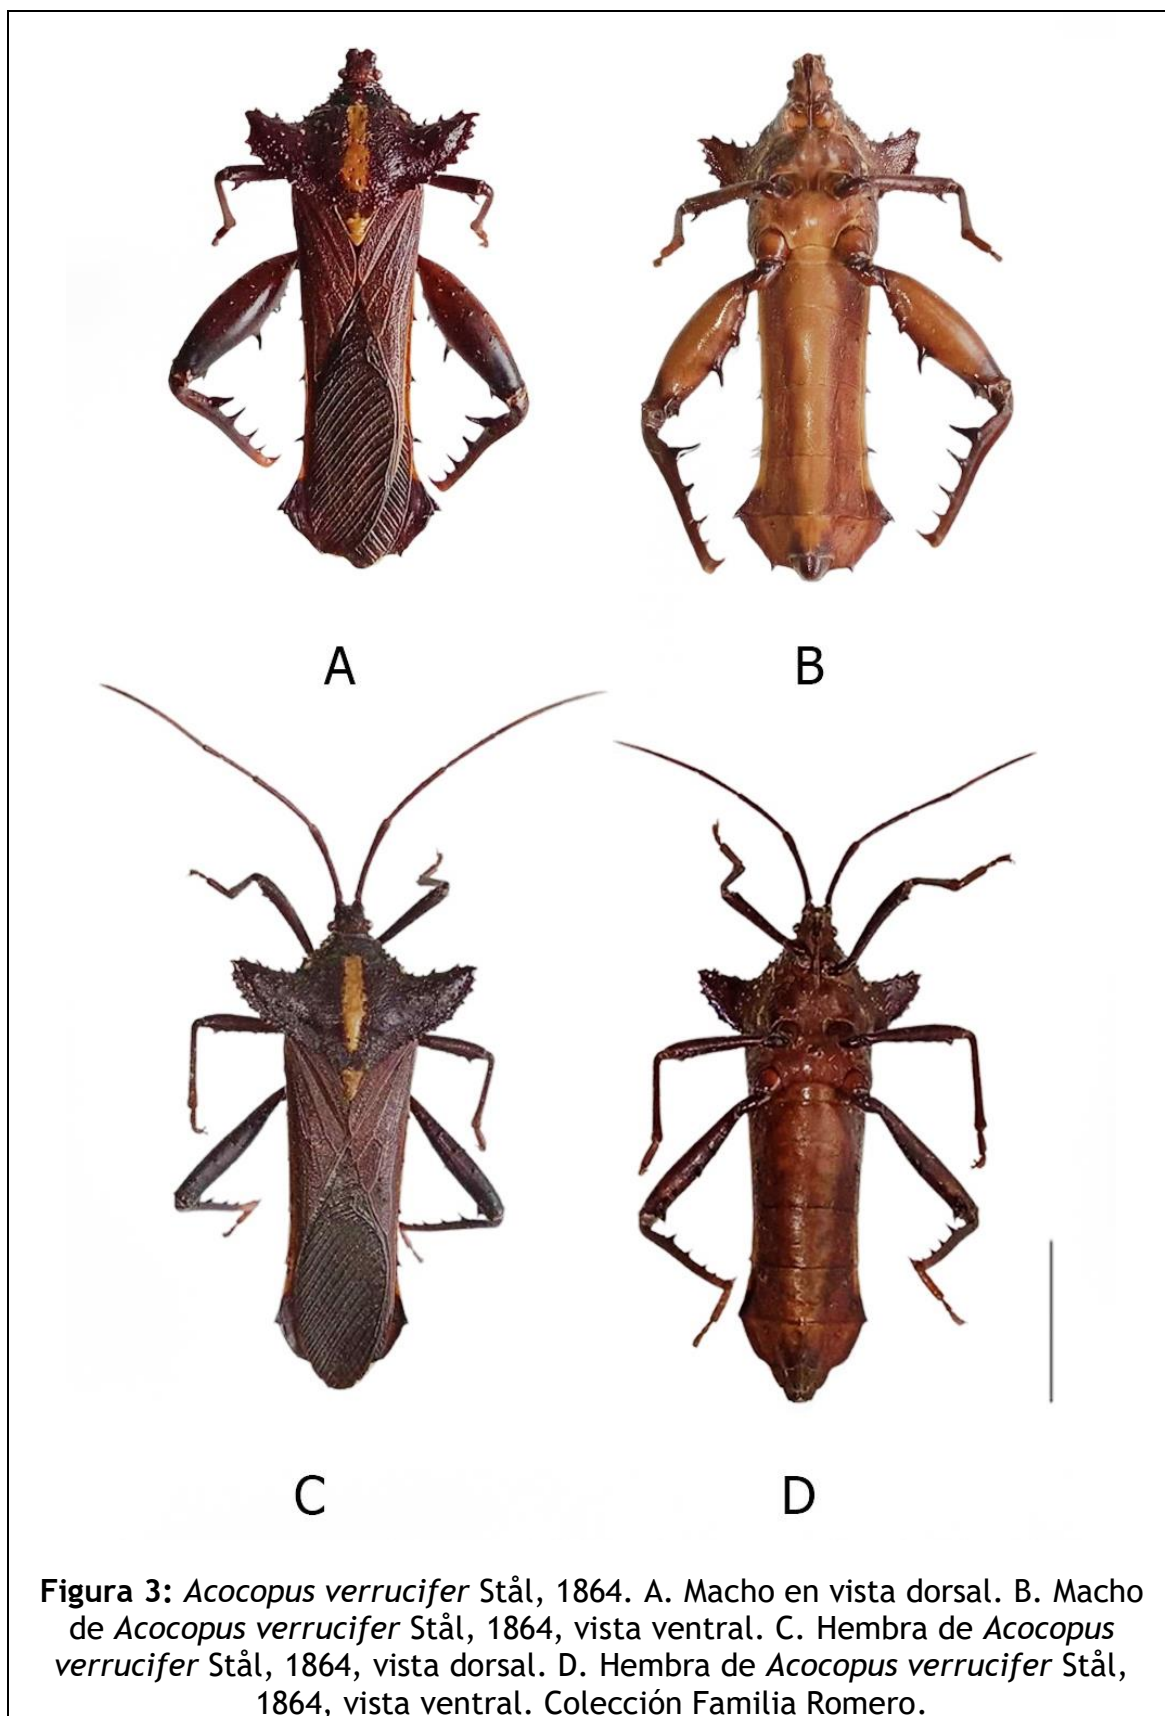 A
B
C
D
Figura 3: Acocopus verrucifer Stål, 1864. A. Macho en vista dorsal. B. Macho
de Acocopus verrucifer Stål, 1864, vista ventral. C. Hembra de Acocopus
verrucifer Stål, 1864, vista dorsal. D. Hembra de Acocopus verrucifer Stål,
1864, vista ventral. Colección Familia Romero.